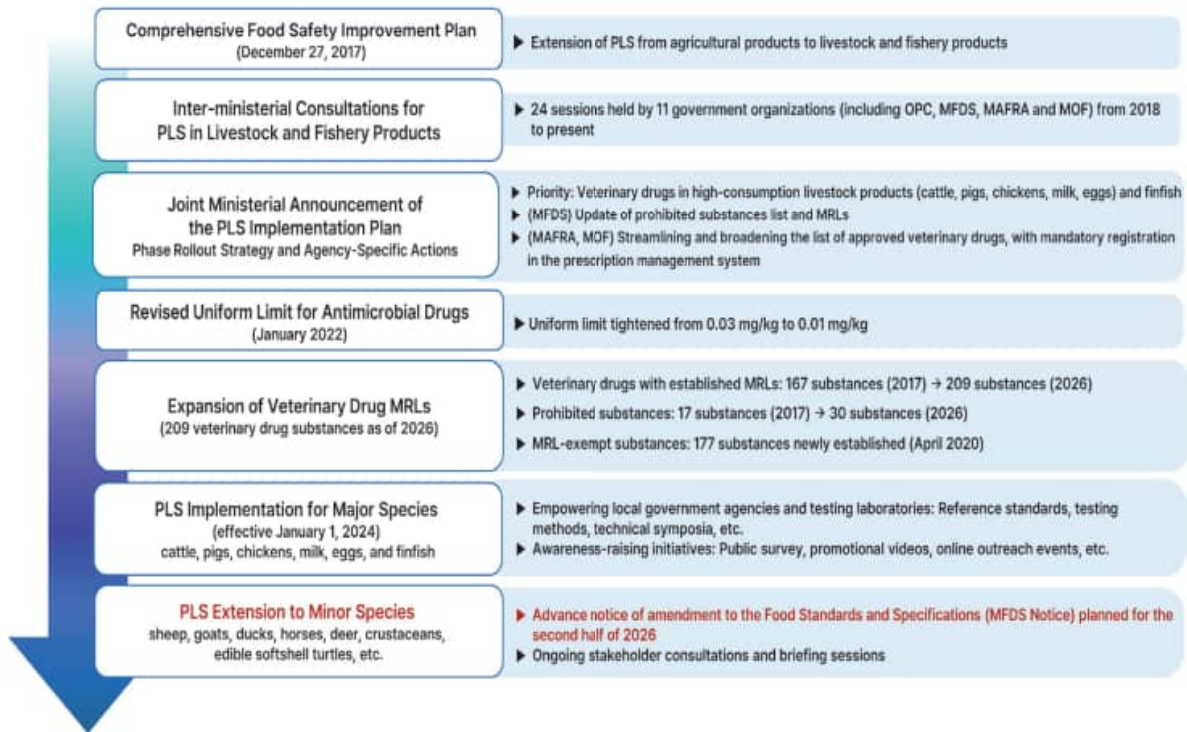 Comprehensive Food Safety Improvement Plan
(December 27, 2017)
▶ Extension of PLS from agricultural products to livestock and fishery products
Inter-ministerial Consultations for
PLS in Livestock and Fishery Products
▶ 24 sessions held by 11 government organizations (including OPC, MFDS, MAFRA and MOF) from 2018
to present
Joint Ministerial Announcement of
the PLS Implementation Plan
Phase Rollout Strategy and Agency-Specific Actions
▶ Priority: Veterinary drugs in high-consumption livestock products (cattle, pigs, chickens, milk, eggs) and finfish
▶ (MFDS) Update of prohibited substances list and MRLs
▶ (MAFRA, MOF) Streamlining and broadening the list of approved veterinary drugs, with mandatory registration
in the prescription management system
Revised Uniform Limit for Antimicrobial Drugs
(January 2022)
▶ Uniform limit tightened from 0.03 mg/kg to 0.01 mg/kg
Expansion of Veterinary Drug MRLs
(209 veterinary drug substances as of 2026)
▶ Veterinary drugs with established MRLs: 167 substances (2017) → 209 substances (2026)
▶ Prohibited substances: 17 substances (2017) → 30 substances (2026)
▶ MRL-exempt substances: 177 substances newly established (April 2020)
PLS Implementation for Major Species
(effective January 1, 2024)
cattle, pigs, chickens, milk, eggs, and finfish
▶ Empowering local government agencies and testing laboratories: Reference standards, testing
methods, technical symposia, etc.
▶ Awareness-raising initiatives: Public survey, promotional videos, online outreach events, etc.
PLS Extension to Minor Species
sheep, goats, ducks, horses, deer, crustaceans,
edible softshell turtles, etc.
▶ Advance notice of amendment to the Food Standards and Specifications (MFDS Notice) planned for the
second half of 2026
▶ Ongoing stakeholder consultations and briefing sessions